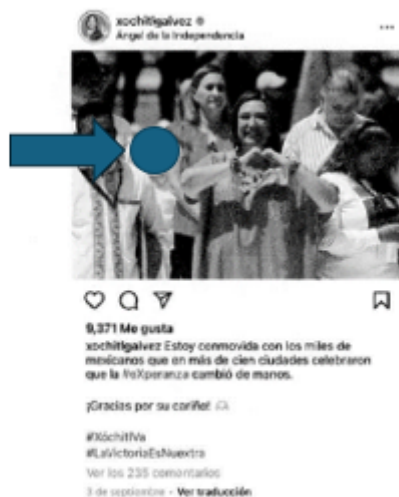 xochitlgalvez
Ángel de la Independencia
9,371 Me gusta
xochitlgalvez Estoy conmovida con los miles de
mexicanos que en más de cien ciudades celebraron
que la #eXperanza cambió de manos.
¡Gracias por su cariño!
#XóchitlVa
#LaVictoriaEsNuextra
Ver los 235 comentarios
3 de septiembre · Ver traducción